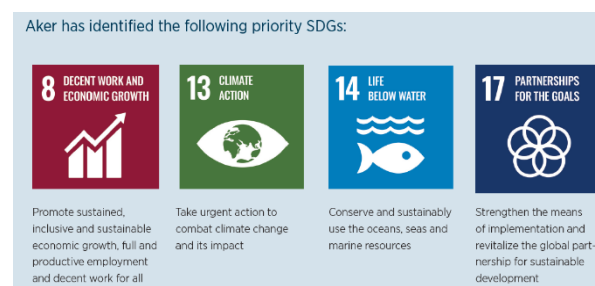 Aker has identified the following priority SDGs:
8 DECENT WORK AND
ECONOMIC GROWTH
Promote sustained,
inclusive and sustainable
economic growth, full and
productive employment
and decent work for all
13 CLIMATE
ACTION
Take urgent action to
combat climate change
and its impact
14 LIFE
BELOW WATER
Conserve and sustainably
use the oceans, seas and
marine resources
17 PARTNERSHIPS
FOR THE GOALS
Strengthen the means
of implementation and
revitalize the global part-
nership for sustainable
development